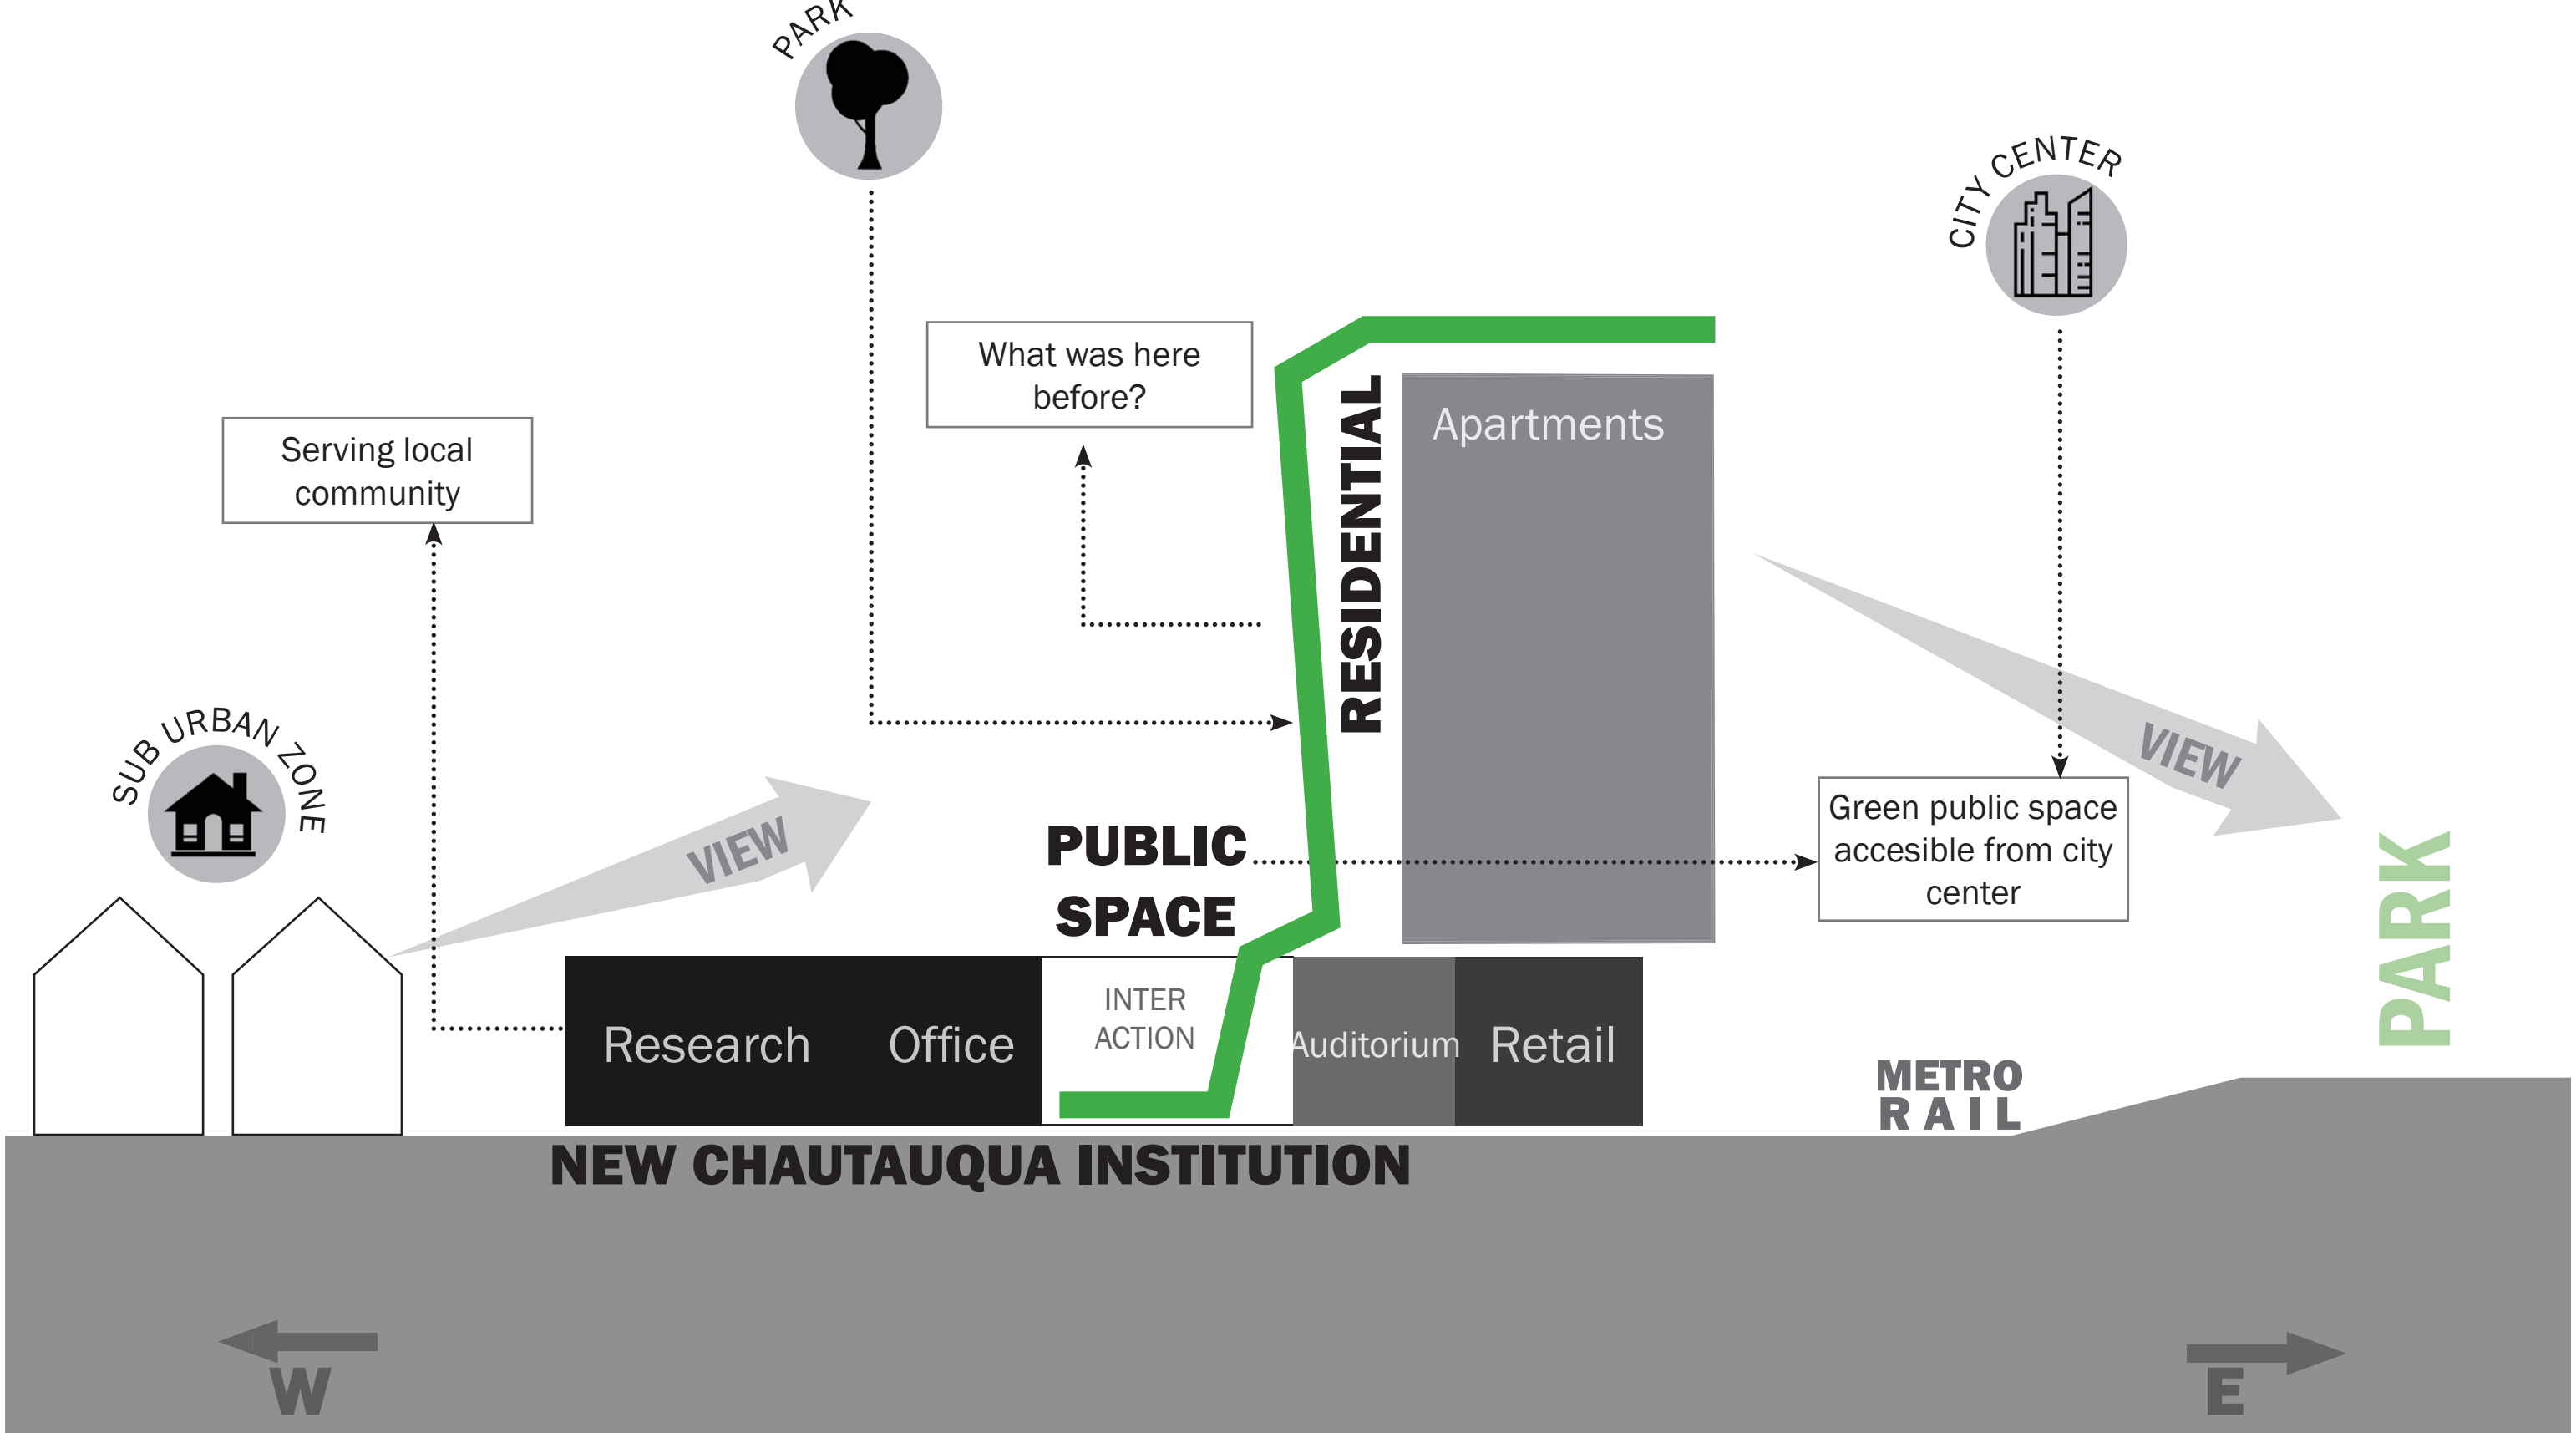 PARK
CITY CENTER
What was here
before?
RESIDENTIAL
Apartments
Serving local
community
SUB URBAN ZONE
VIEW
VIEW
PUBLIC
SPACE
Green public space
accesible from city
center
PARK
INTER
ACTION
Research
Office
Auditorium
Retail
METRO
RAIL
NEW CHAUTAUQUA INSTITUTION
W
E